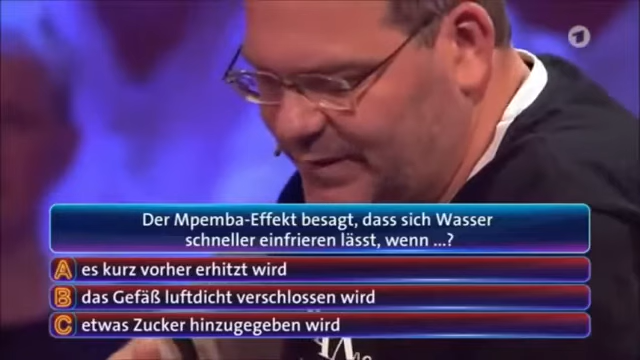 Der Mpemba-Effekt besagt, dass sich Wasser
schneller einfrieren lässt, wenn ...?
A es kurz vorher erhitzt wird
B das Gefäß luftdicht verschlossen wird
C etwas Zucker hinzugegeben wird